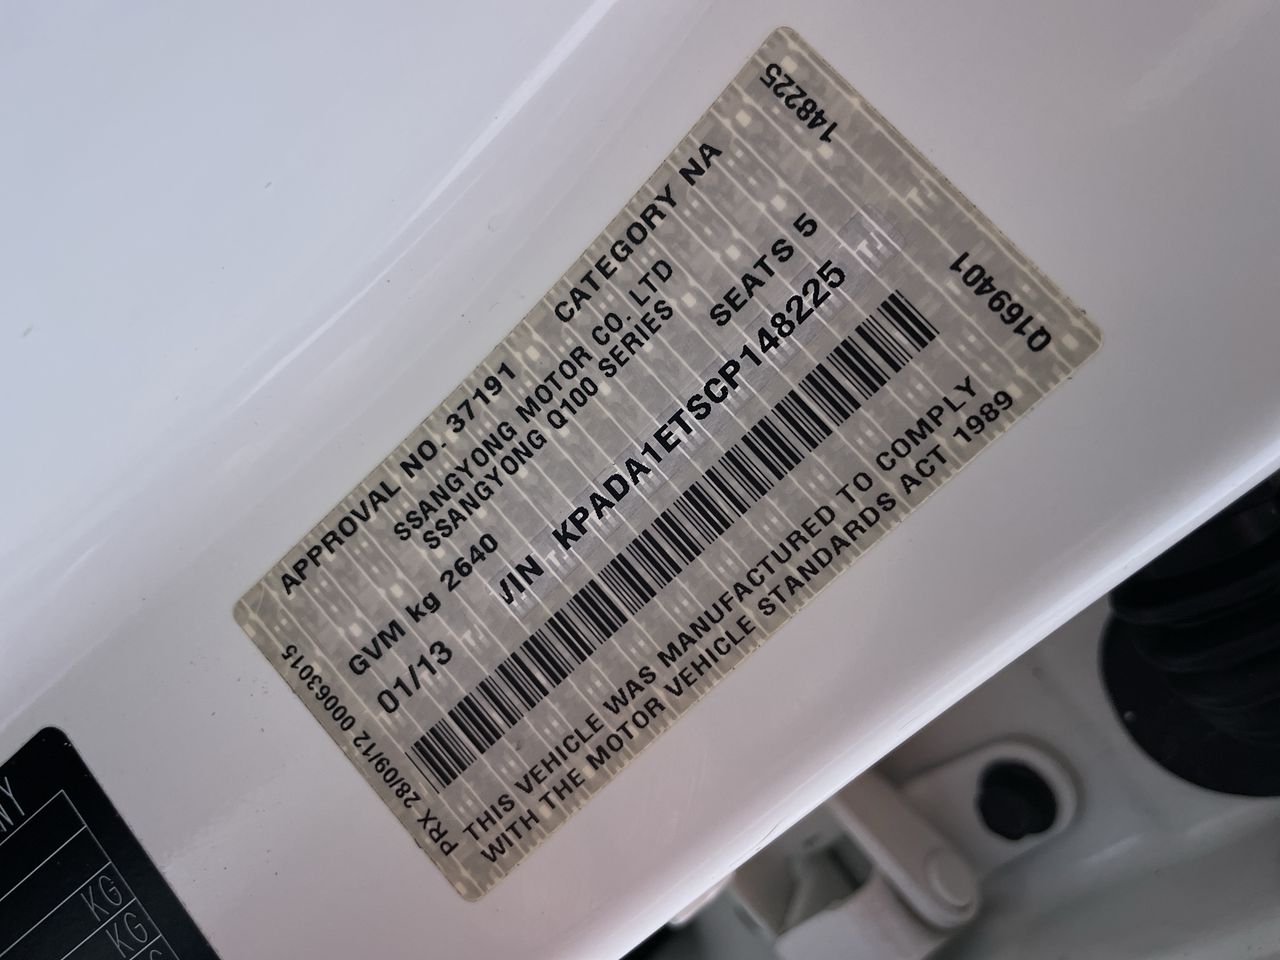 APPROVAL NO. 37191 CATEGORY NA
SSANGYONG MOTOR CO. LTD
SSANGYONG Q100 SERIES
GVM kg 2640 SEATS 5
01/13 VIN KPADA1ETSCP148225
THIS VEHICLE WAS MANUFACTURED TO COMPLY
WITH THE MOTOR VEHICLE STANDARDS ACT 1989
PRX 28/09/12 00063015
148225
Q169401
NY
KG
KG